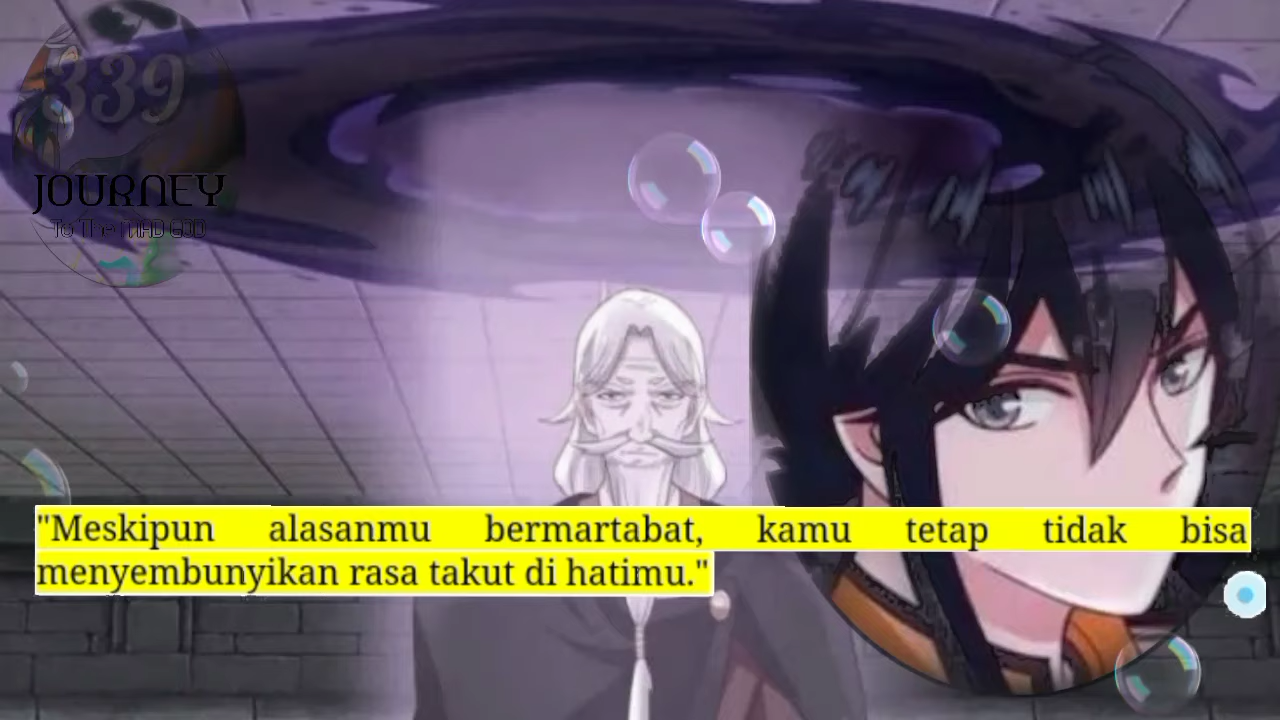 339
JOURNEY
To The MAD GOD
"Meskipun alasanmu bermartabat, kamu tetap tidak bisa
menyembunyikan rasa takut di hatimu."